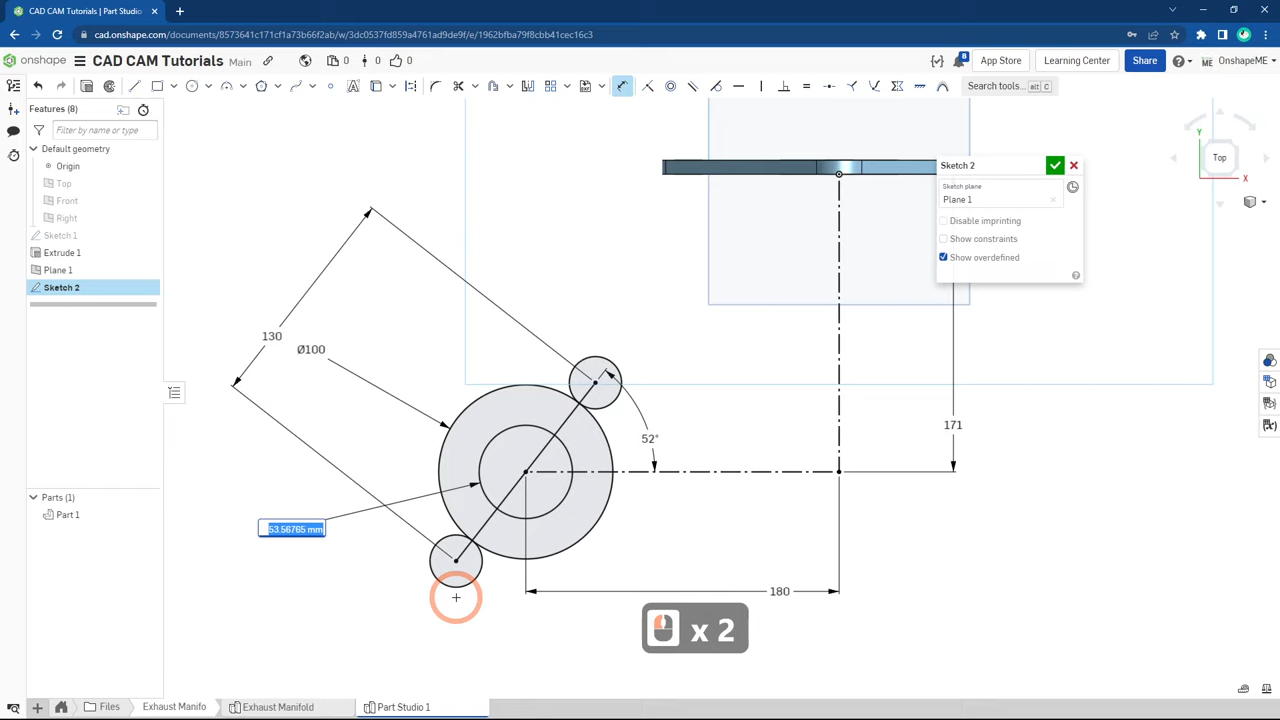 CAD CAM Tutorials | Part Studio
cad.onshape.com/documents/8573641c171cf1a73b66f2ab/w/3dc0537fd859a4761ad9de9f/e/1962bfba79f8cbb41cec16c3
onshape
CAD CAM Tutorials Main
0
0
0
8
App Store
Learning Center
Share
OnshapeME
Search tools...
alt C
Features (8)
Filter by name or type
Default geometry
Origin
Top
Front
Right
Sketch 1
Extrude 1
Plane 1
Sketch 2
Parts (1)
Part 1
Sketch 2
Sketch plane
Plane 1
Disable imprinting
Show constraints
Show overdefined
Y
Top
X
130
Ø100
52°
171
53.56765 mm
180
x 2
Files
Exhaust Manifo
Exhaust Manifold
Part Studio 1